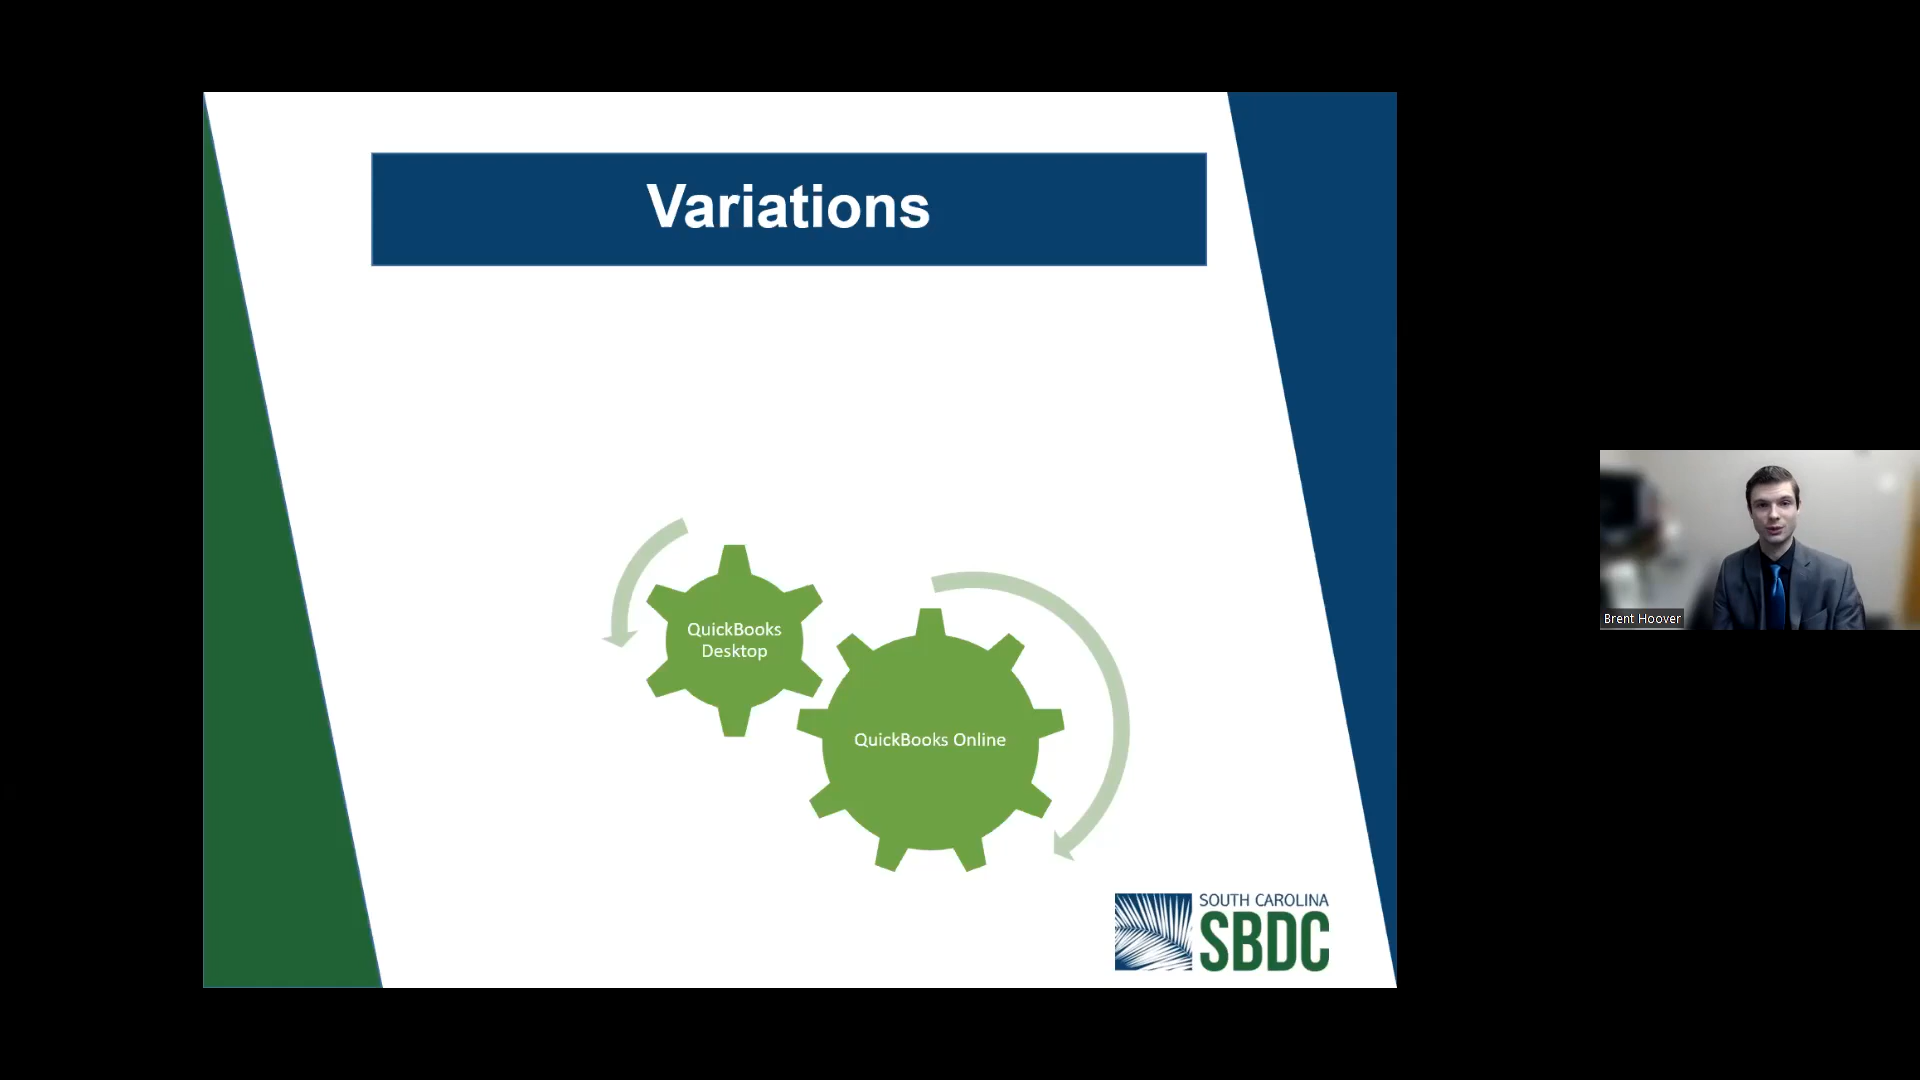 Variations
QuickBooks
Desktop
QuickBooks Online
SOUTH CAROLINA
SBDC
Brent Hoover